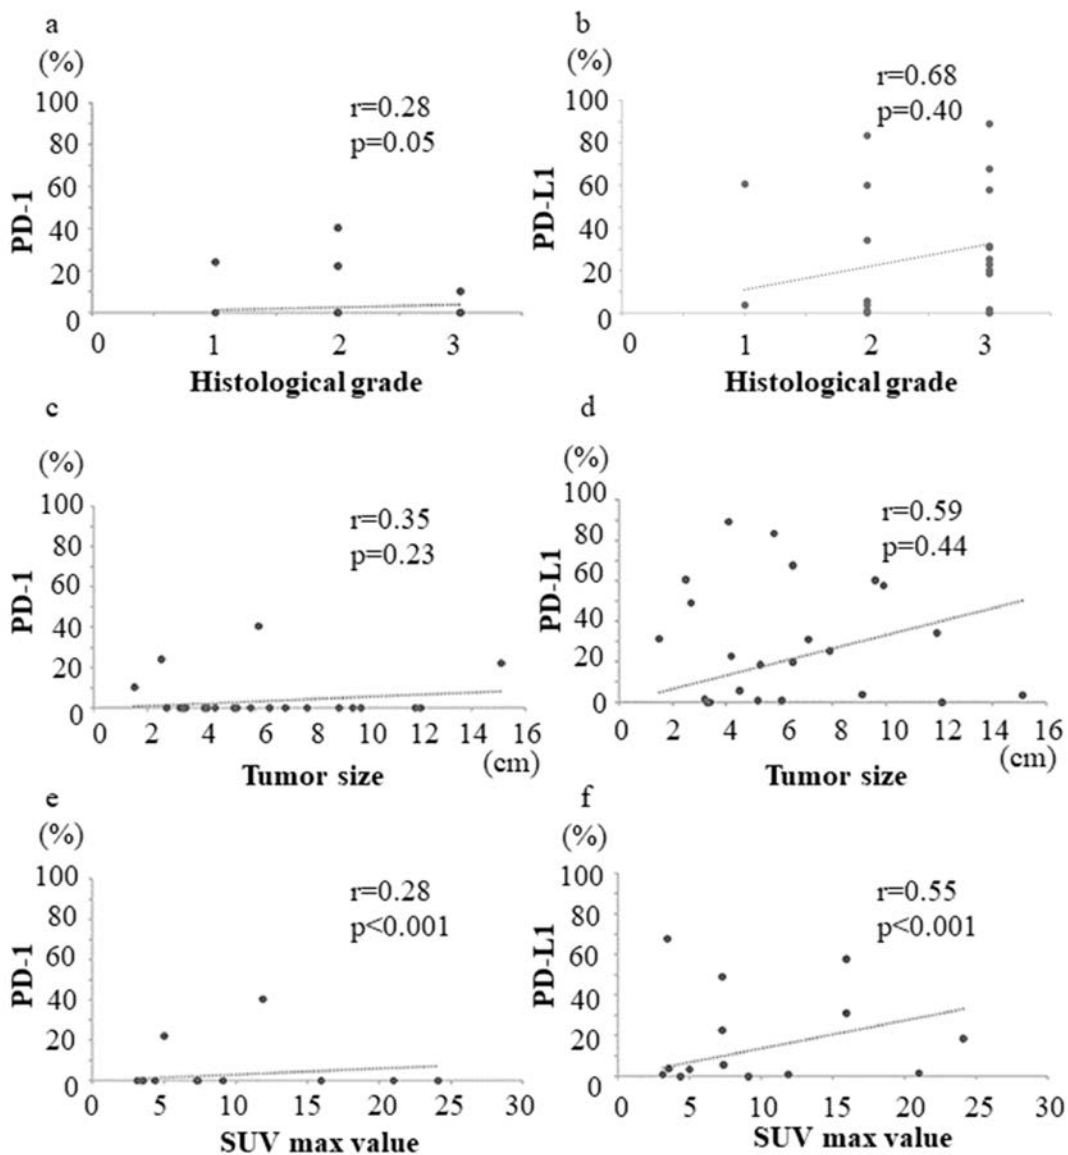 a
(%)
r=0.28
p=0.05
100
80
60
40
20
0
PD-1
0 1 2 3
Histological grade
b
(%)
r=0.68
p=0.40
100
80
60
40
20
0
PD-L1
0 1 2 3
Histological grade
c
(%)
r=0.35
p=0.23
100
80
60
40
20
0
PD-1
0 2 4 6 8 10 12 14 16
(cm)
Tumor size
d
(%)
r=0.59
p=0.44
100
80
60
40
20
0
PD-L1
0 2 4 6 8 10 12 14 16
(cm)
Tumor size
e
(%)
r=0.28
p<0.001
100
80
60
40
20
0
PD-1
0 5 10 15 20 25 30
SUV max value
f
(%)
r=0.55
p<0.001
100
80
60
40
20
0
PD-L1
0 5 10 15 20 25 30
SUV max value